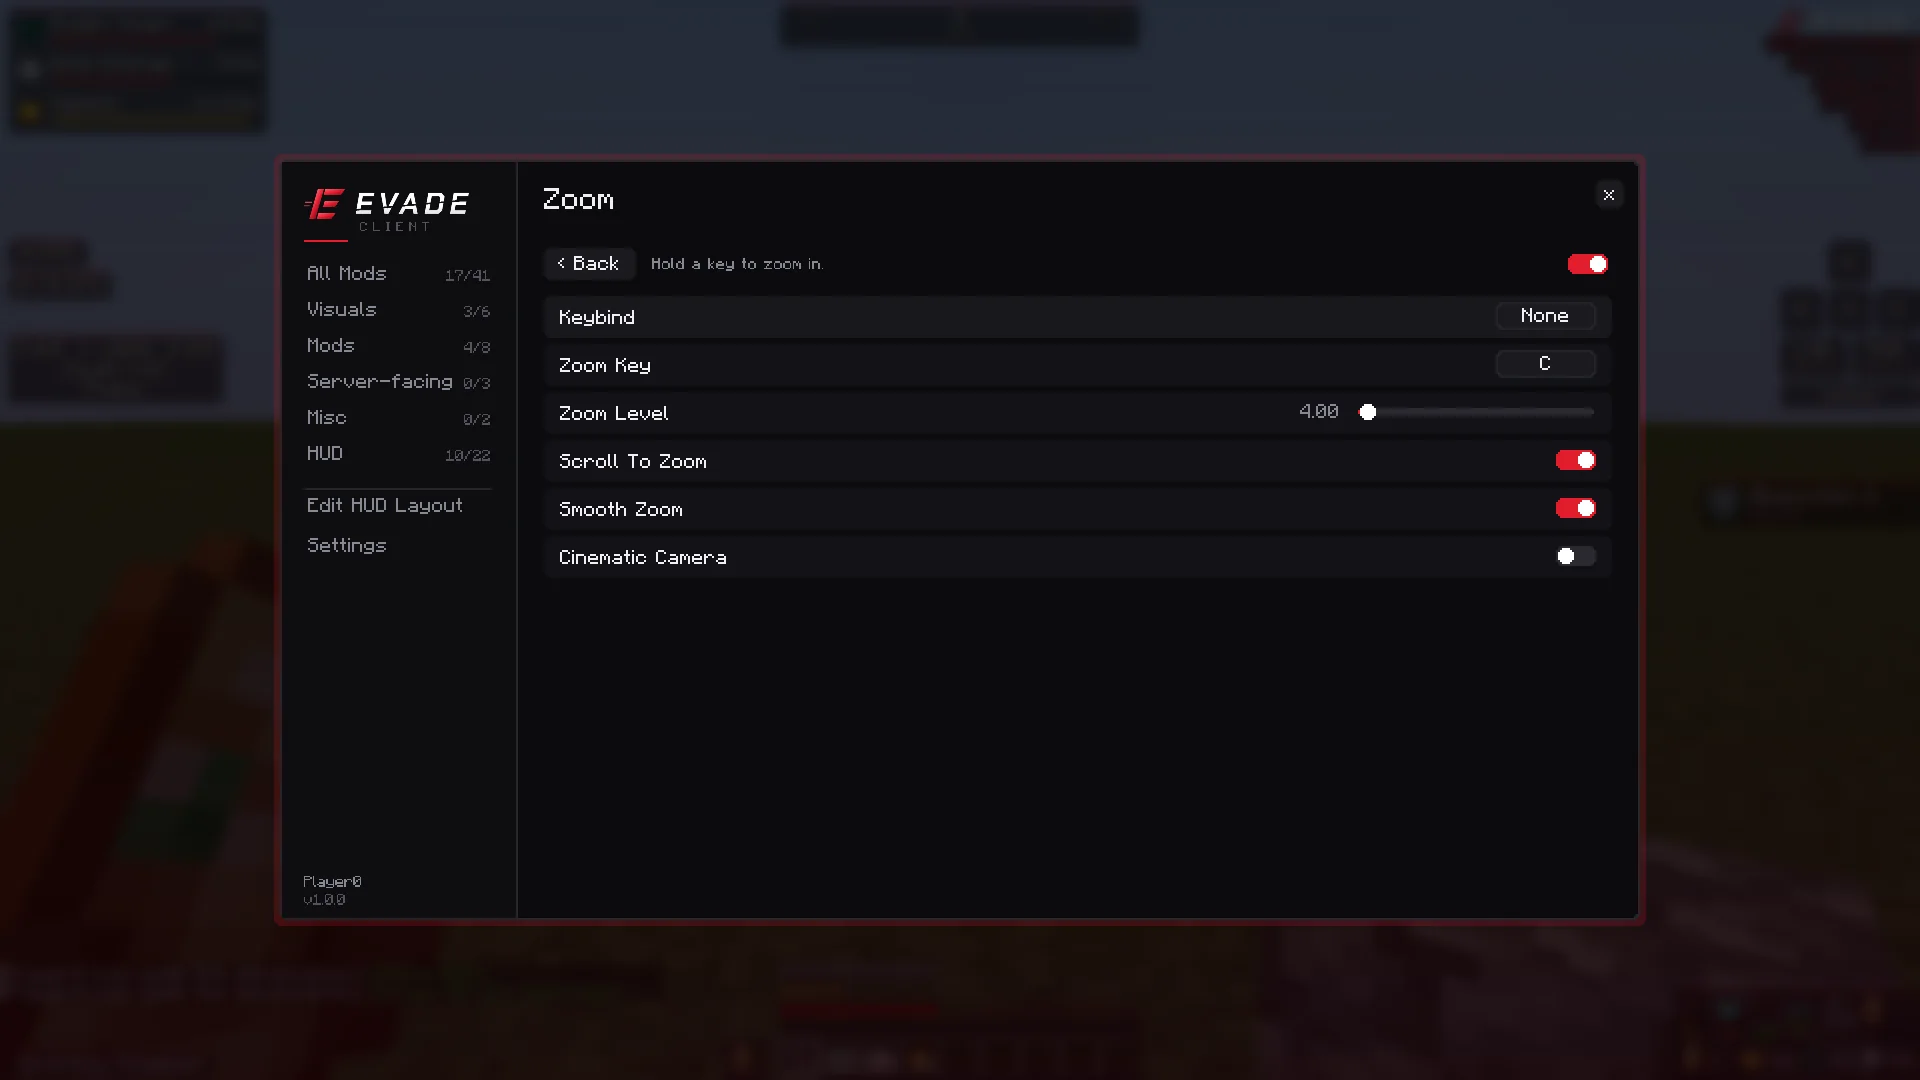 EVADE
CLIENT
All Mods 17/41
Visuals 3/6
Mods 4/8
Server-facing 0/3
Misc 0/2
HUD 10/22
Edit HUD Layout
Settings
Player0
v1.0.0
Zoom
×
< Back Hold a key to zoom in.
Keybind None
Zoom Key C
Zoom Level 4.00
Scroll To Zoom
Smooth Zoom
Cinematic Camera